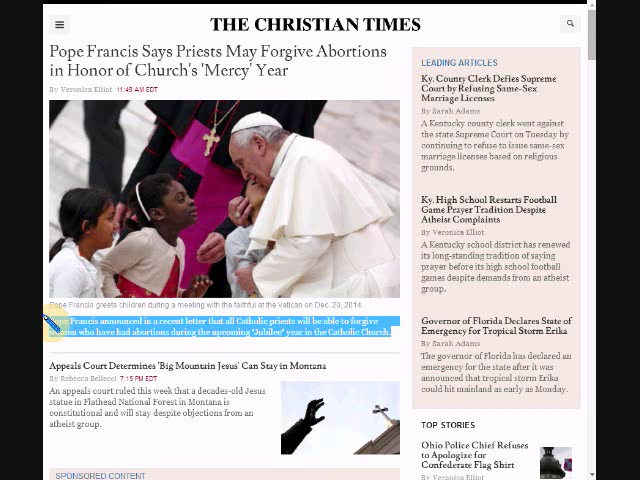 THE CHRISTIAN TIMES
Pope Francis Says Priests May Forgive Abortions
in Honor of Church's 'Mercy' Year
By Veronica Elliot 11:49 AM EDT
Pope Francis greets children during a meeting with the faithful at the Vatican on Dec. 20, 2014.
Pope Francis announced in a recent letter that all Catholic priests will be able to forgive
women who have had abortions during the upcoming "Jubilee" year in the Catholic Church.
Appeals Court Determines 'Big Mountain Jesus' Can Stay in Montana
By Rebecca Bellucci 7:15 PM EDT
An appeals court ruled this week that a decades-old Jesus
statue in Flathead National Forest in Montana is
constitutional and will stay despite objections from an
atheist group.
SPONSORED CONTENT
LEADING ARTICLES
Ky. County Clerk Defies Supreme
Court by Refusing Same-Sex
Marriage Licenses
By Sarah Adams
A Kentucky county clerk went against
the state Supreme Court on Tuesday by
continuing to refuse to issue same-sex
marriage licenses based on religious
grounds.
Ky. High School Restarts Football
Game Prayer Tradition Despite
Atheist Complaints
By Veronica Elliot
A Kentucky school district has renewed
its long-standing tradition of saying
prayer before its high school football
games despite demands from an atheist
group.
Governor of Florida Declares State of
Emergency for Tropical Storm Erika
By Sarah Adams
The governor of Florida has declared an
emergency for the state after it was
announced that tropical storm Erika
could hit mainland as early as Monday.
TOP STORIES
Ohio Police Chief Refuses
to Apologize for
Confederate Flag Shirt
By Veronica Elliot